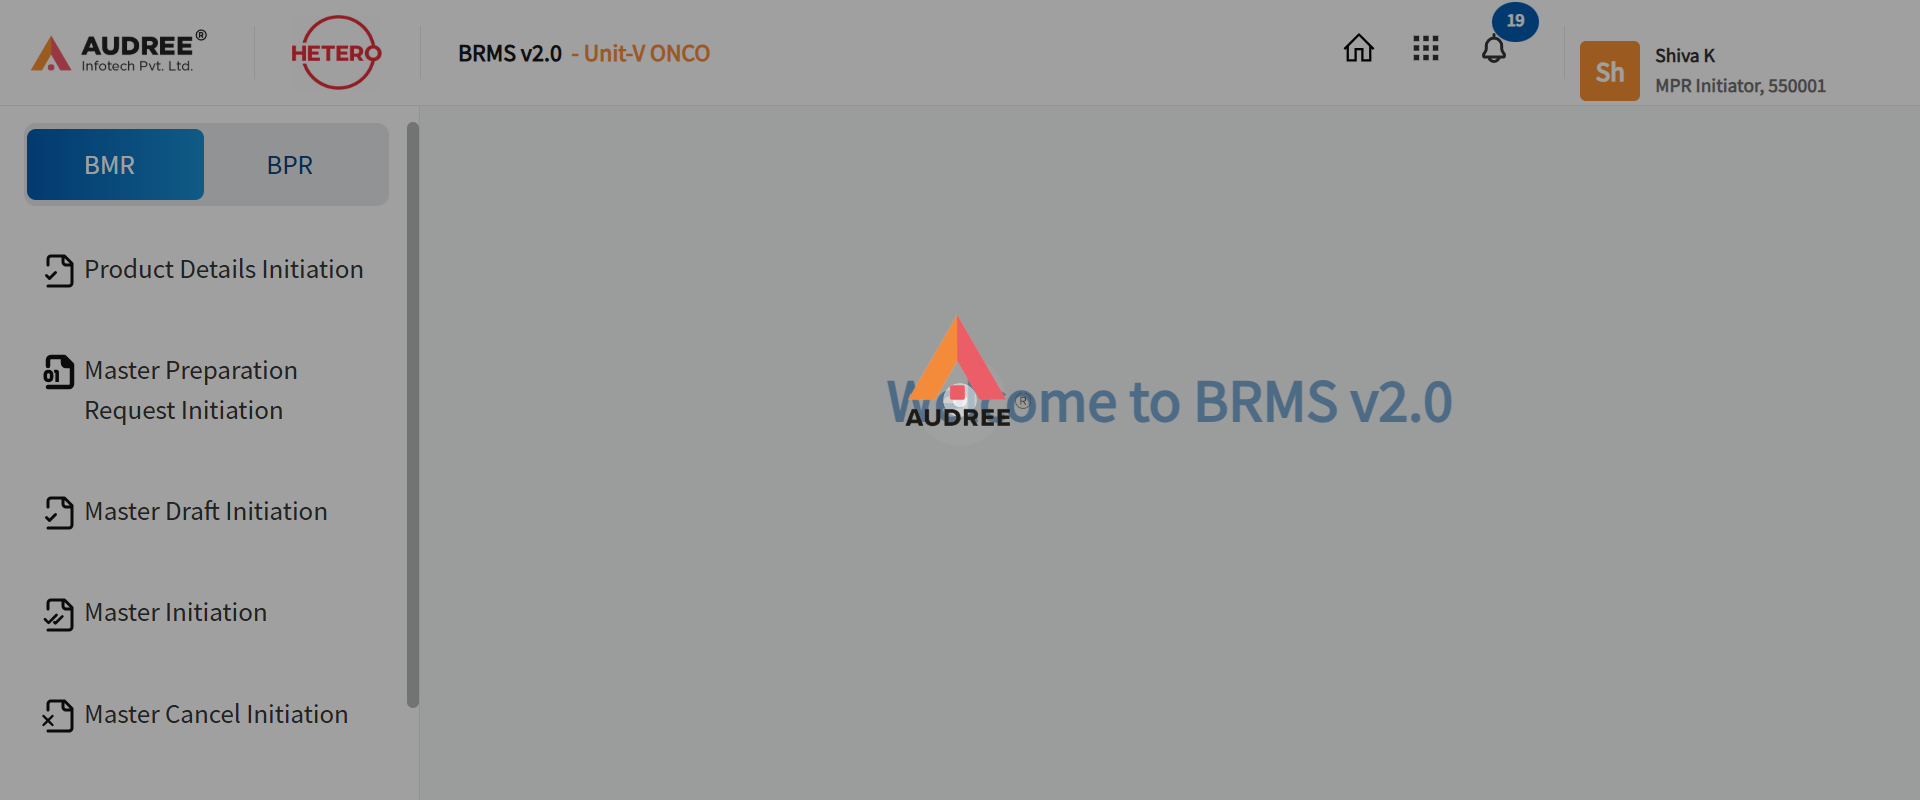 AUDREE®
Infotech Pvt. Ltd.
HETERO
BRMS v2.0 - Unit-V ONCO
19
Sh
Shiva K
MPR Initiator, 550001
BMR
BPR
Product Details Initiation
01
Master Preparation
Request Initiation
Master Draft Initiation
Master Initiation
Master Cancel Initiation
Welcome to BRMS v2.0
AUDREE®